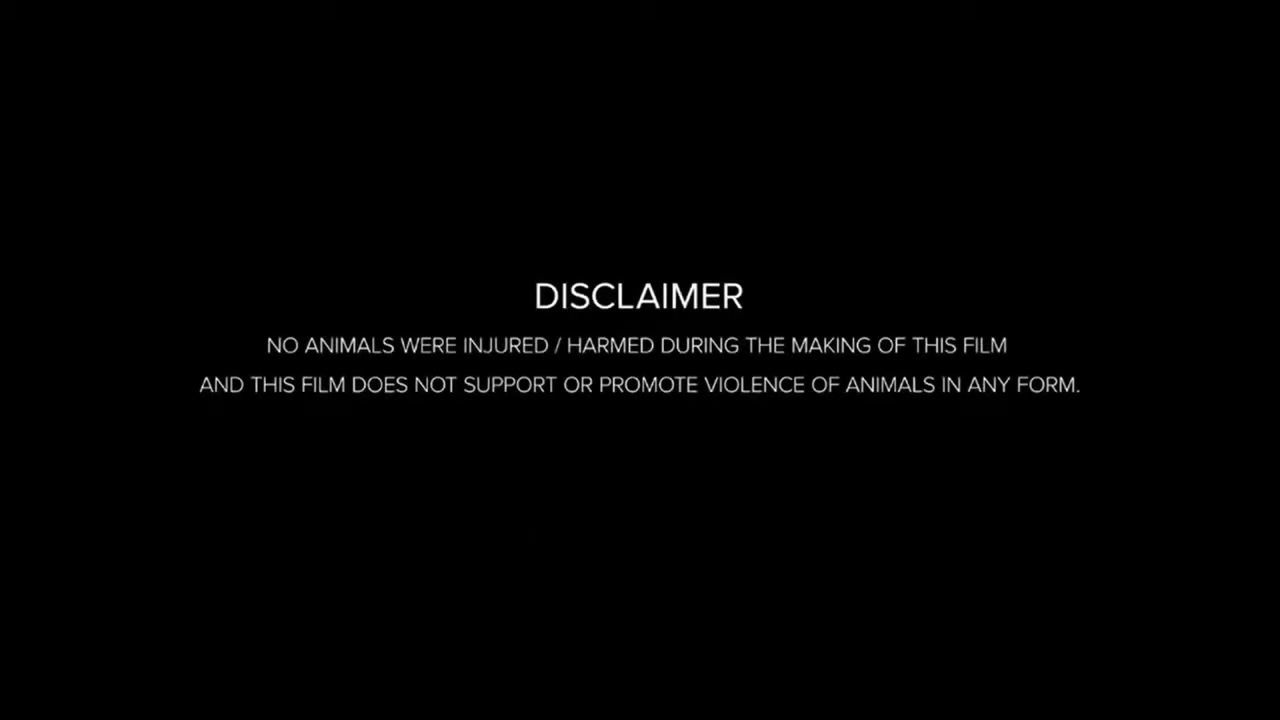 DISCLAIMER
NO ANIMALS WERE INJURED / HARMED DURING THE MAKING OF THIS FILM
AND THIS FILM DOES NOT SUPPORT OR PROMOTE VIOLENCE OF ANIMALS IN ANY FORM.